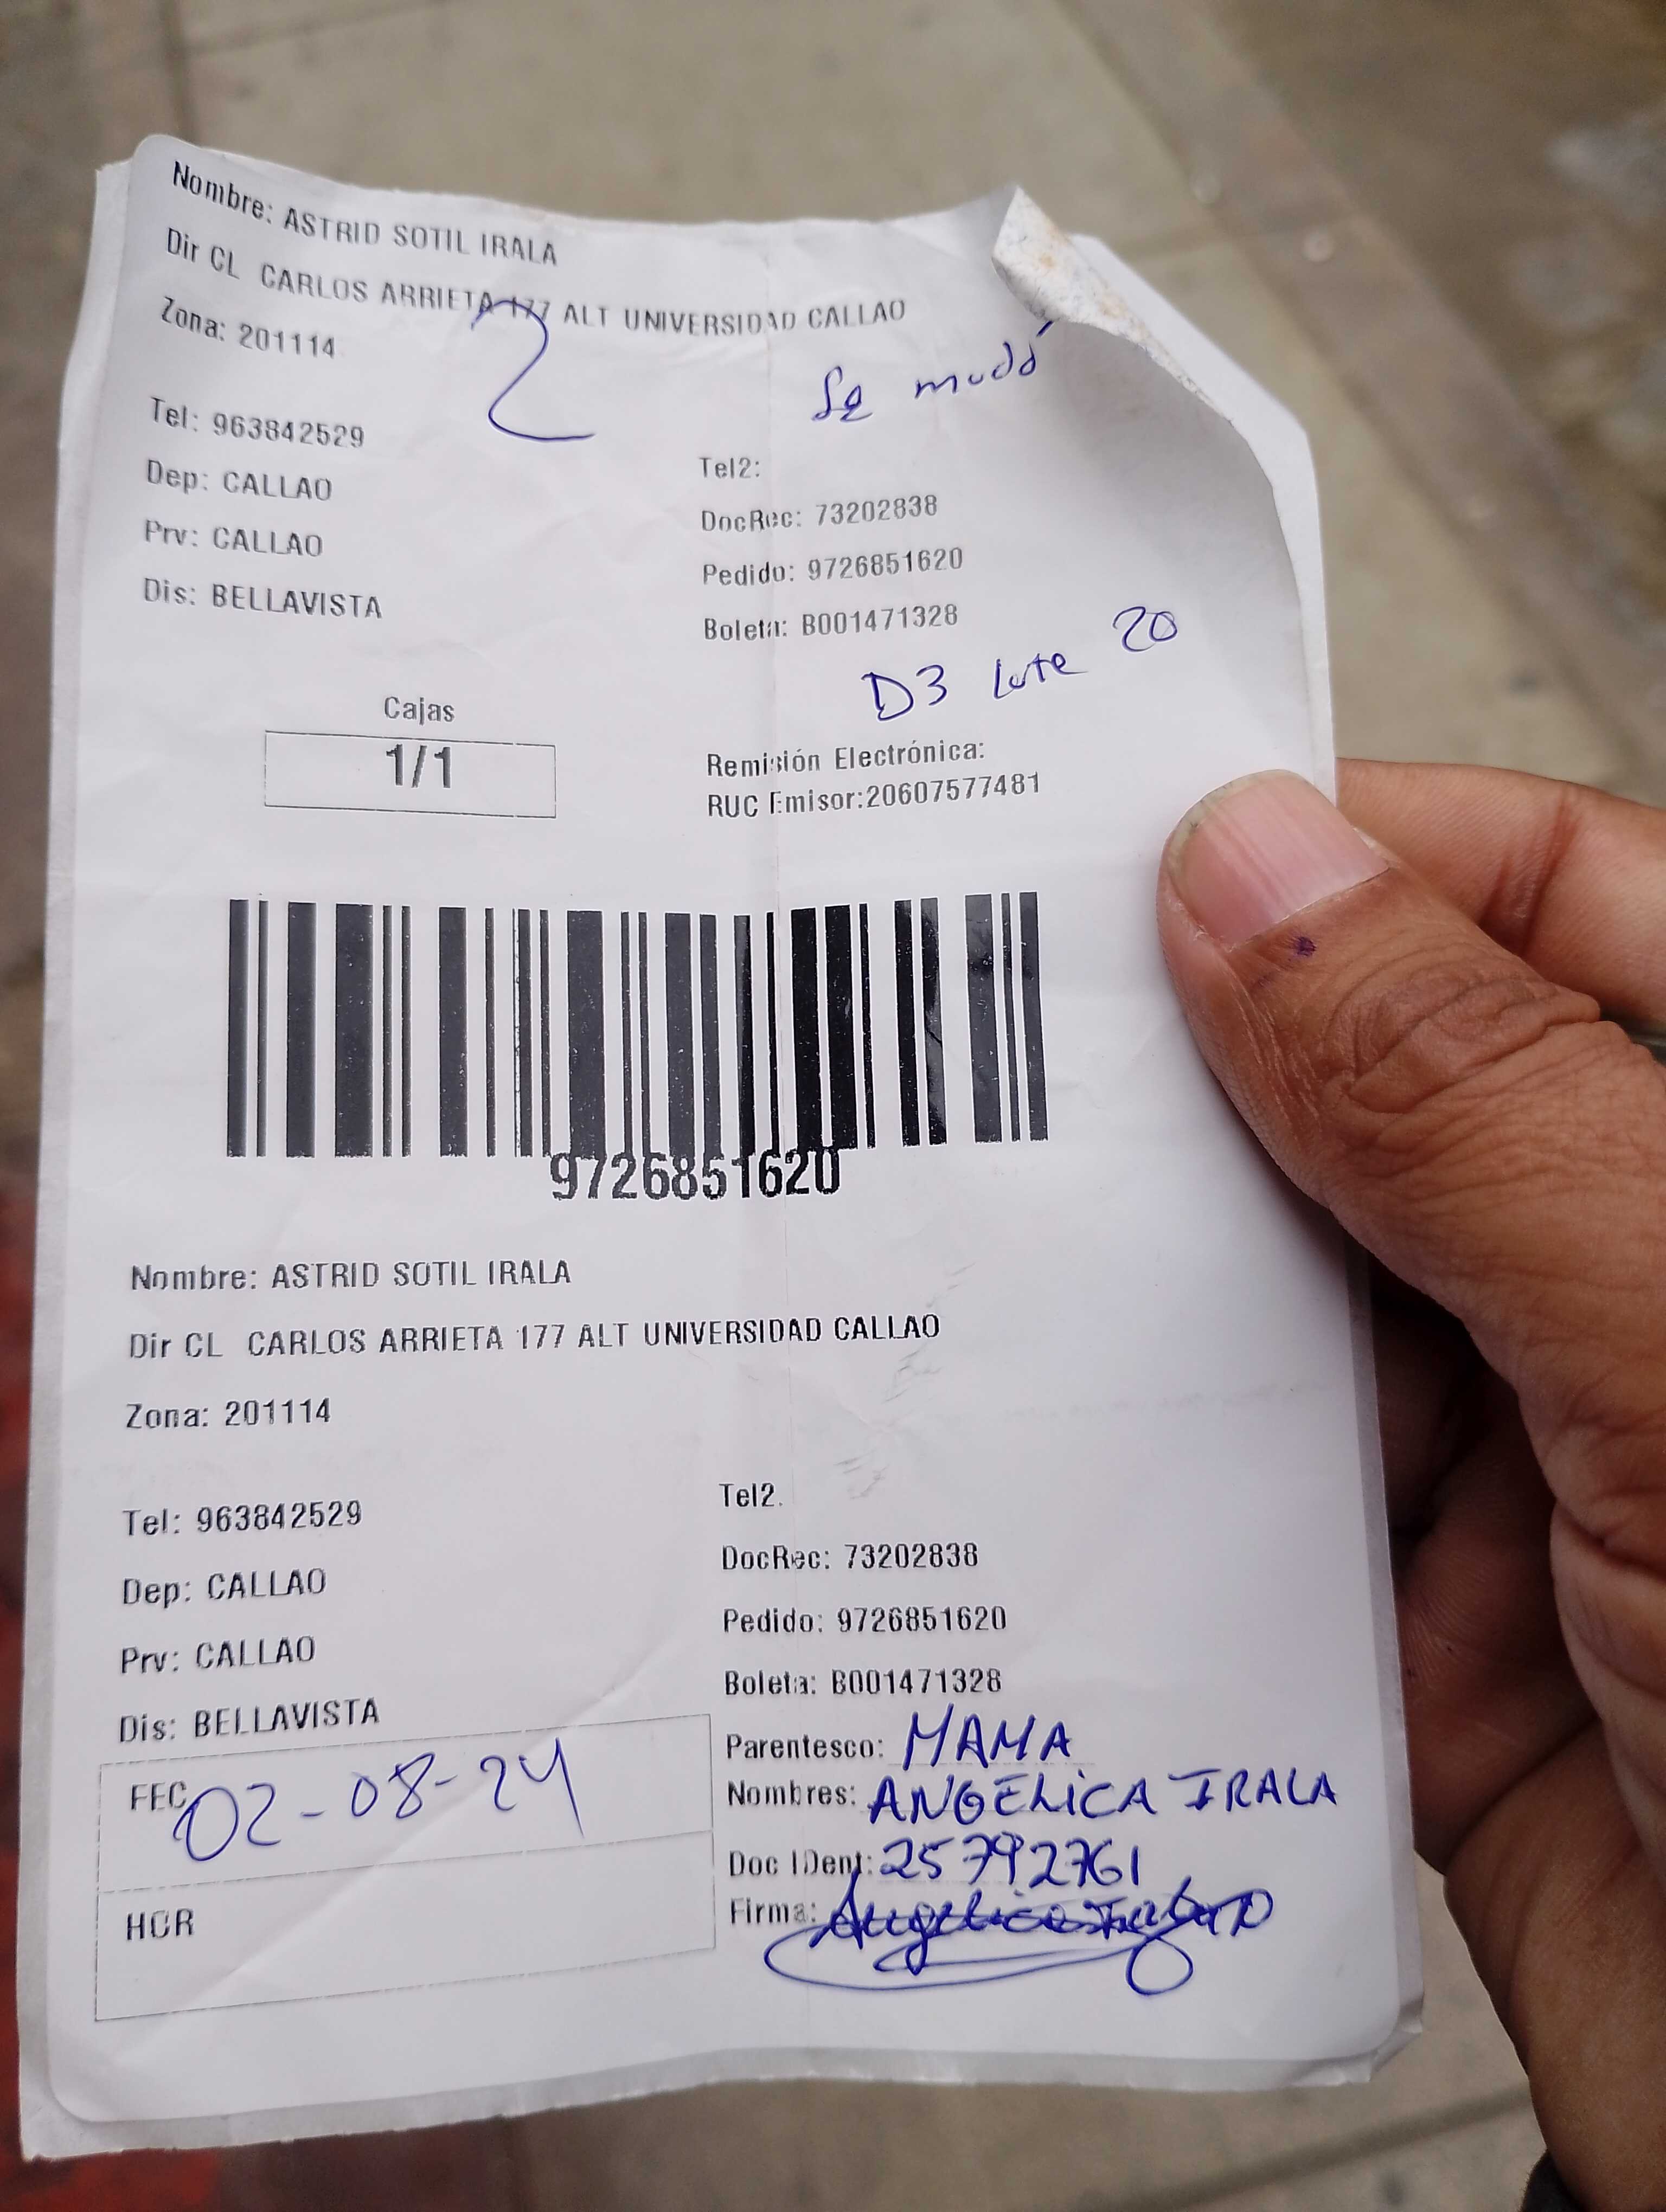 Nombre: ASTRID SOTIL IRALA
Dir CL CARLOS ARRIETA 177 ALT UNIVERSIDAD CALLAO
Zona: 201114
Se mudó
Tel: 963842529
Tel2:
Dep: CALLAO
DocRec: 73202838
Prv: CALLAO
Pedido: 9726851620
Dis: BELLAVISTA
Boleta: B001471328
D3 Lote 20
Cajas
1/1
Remisión Electrónica:
RUC Emisor:20607577481
9726851620
Nombre: ASTRID SOTIL IRALA
Dir CL CARLOS ARRIETA 177 ALT UNIVERSIDAD CALLAO
Zona: 201114
Tel: 963842529
Tel2.
Dep: CALLAO
DocRec: 73202838
Prv: CALLAO
Pedido: 9726851620
Dis: BELLAVISTA
Boleta: B001471328
FEC 02-08-24
Parentesco: MAMA
Nombres: ANGELICA IRALA
Doc IDent: 25792761
HOR
Firma: